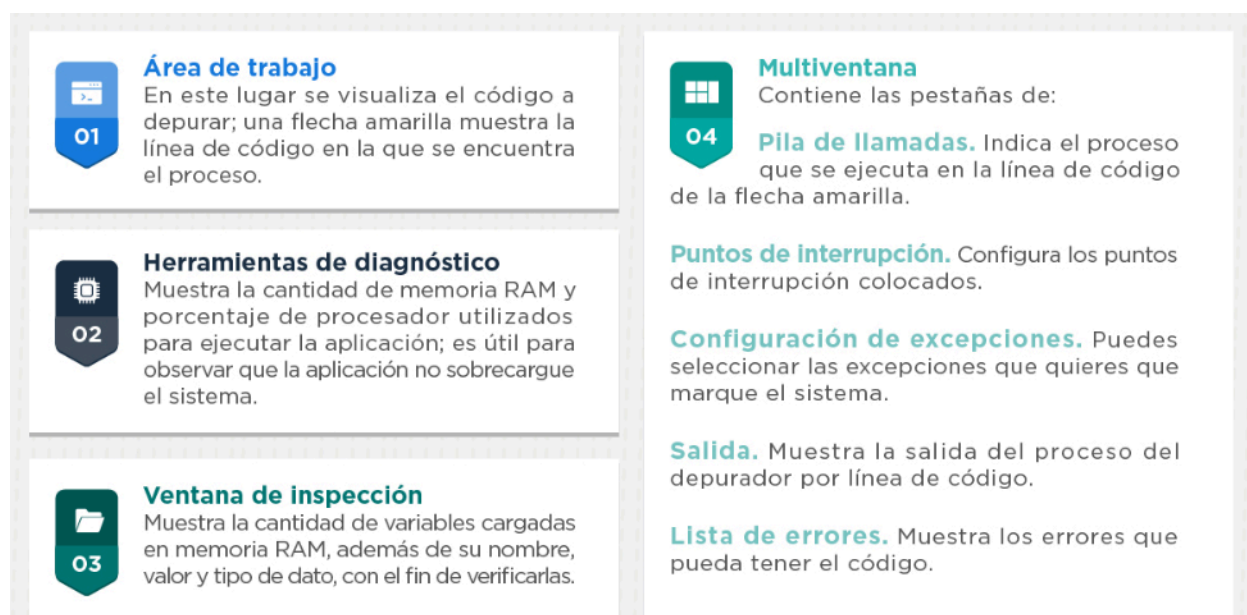 Área de trabajo
En este lugar se visualiza el código a
depurar; una flecha amarilla muestra la
línea de código en la que se encuentra
el proceso.
01
Herramientas de diagnóstico
Muestra la cantidad de memoria RAM y
porcentaje de procesador utilizados
para ejecutar la aplicación; es útil para
observar que la aplicación no sobrecargue
el sistema.
02
Ventana de inspección
Muestra la cantidad de variables cargadas
en memoria RAM, además de su nombre,
valor y tipo de dato, con el fin de verificarlas.
03
Multiventana
Contiene las pestañas de:
04
Pila de llamadas. Indica el proceso
que se ejecuta en la línea de código
de la flecha amarilla.
Puntos de interrupción. Configura los puntos
de interrupción colocados.
Configuración de excepciones. Puedes
seleccionar las excepciones que quieres que
marque el sistema.
Salida. Muestra la salida del proceso del
depurador por línea de código.
Lista de errores. Muestra los errores que
pueda tener el código.